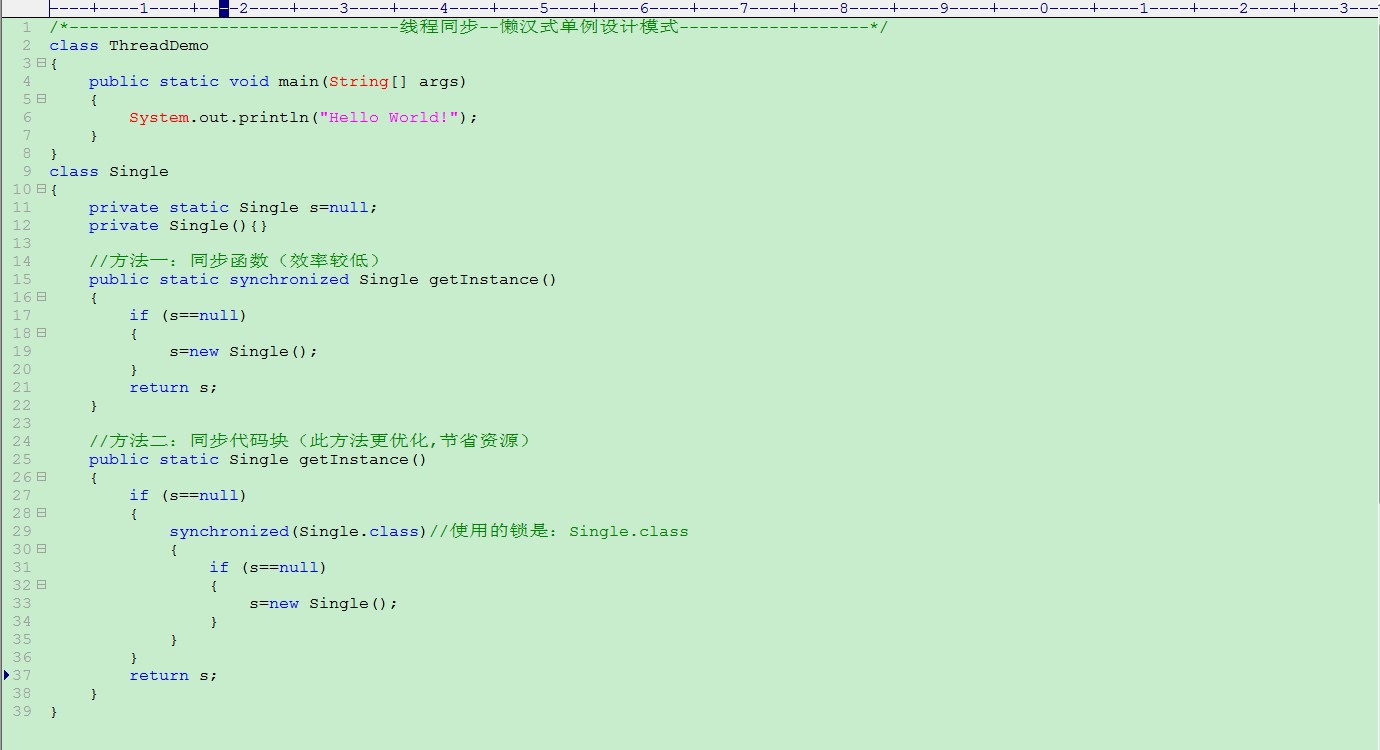 ----+----1----+----2----+----3----+----4----+----5----+----6----+----7----+----8----+----9----+----0----+----1----+----2----+----3---
1 /*---------------------------------线程同步--懒汉式单例设计模式-------------------*/
2 class ThreadDemo
3 {
4     public static void main(String[] args)
5     {
6         System.out.println("Hello World!");
7     }
8 }
9 class Single
10 {
11     private static Single s=null;
12     private Single(){}
13
14     //方法一：同步函数（效率较低）
15     public static synchronized Single getInstance()
16     {
17         if (s==null)
18         {
19             s=new Single();
20         }
21         return s;
22     }
23
24     //方法二：同步代码块（此方法更优化,节省资源）
25     public static Single getInstance()
26     {
27         if (s==null)
28         {
29             synchronized(Single.class)//使用的锁是：Single.class
30             {
31                 if (s==null)
32                 {
33                     s=new Single();
34                 }
35             }
36         }
37         return s;
38     }
39 }